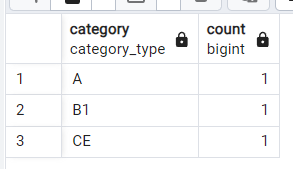 category count
category_type bigint
1 A 1
2 B1 1
3 CE 1